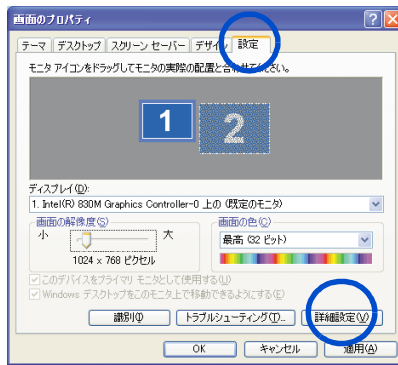 画面のプロパティ
テーマ デスクトップ スクリーン セーバー デザイン 設定
モニタ アイコンをドラッグしてモニタの実際の配置と合わせてください。
1 2
ディスプレイ(D):
1. Intel(R) 830M Graphics Controller-0 上の (既定のモニタ)
画面の解像度(S) 画面の色(C)
小 大 最高 (32 ビット)
1024 x 768 ピクセル
このデバイスをプライマリ モニタとして使用する(U)
Windows デスクトップをこのモニタ上で移動できるようにする(E)
識別(I) トラブルシューティング(T)... 詳細設定(V)
OK キャンセル 適用(A)